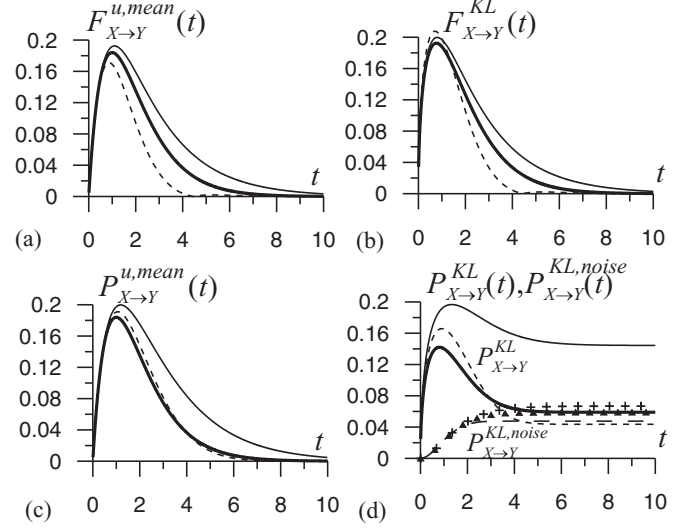 F_{X→Y}^{u,mean}(t)
0.2
0.16
0.12
0.08
0.04
0
t
0 2 4 6 8 10
(a)
F_{X→Y}^{KL}(t)
0.2
0.16
0.12
0.08
0.04
0
t
0 2 4 6 8 10
(b)
P_{X→Y}^{u,mean}(t)
0.2
0.16
0.12
0.08
0.04
0
t
0 2 4 6 8 10
(c)
P_{X→Y}^{KL}(t),P_{X→Y}^{KL,noise}(t)
0.2
0.16
0.12
0.08
0.04
0
P_{X→Y}^{KL}
P_{X→Y}^{KL,noise}
t
0 2 4 6 8 10
(d)